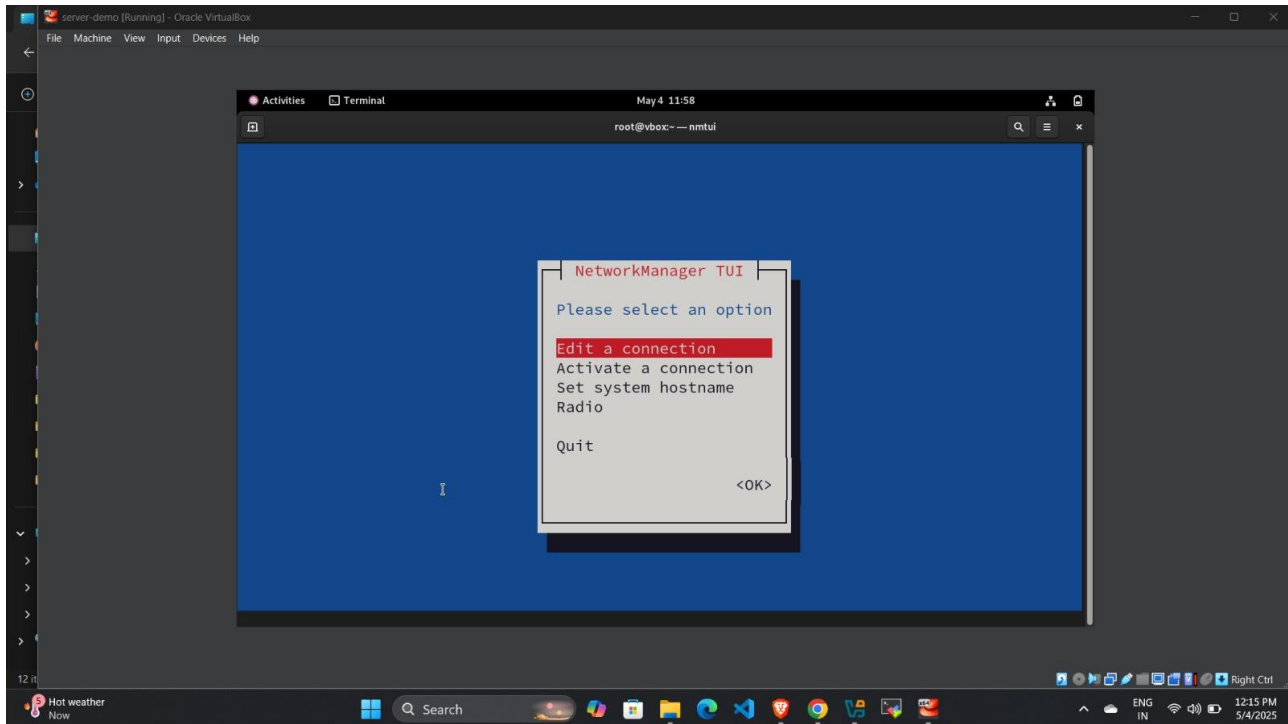 server-demo [Running] - Oracle VirtualBox
File Machine View Input Devices Help
Activities Terminal May 4 11:58
root@vbox:~ — nmtui
NetworkManager TUI
Please select an option
Edit a connection
Activate a connection
Set system hostname
Radio
Quit
<OK>
12 it
Right Ctrl
5
Hot weather
Now
Search
ENG
IN
12:15 PM
5/4/2025